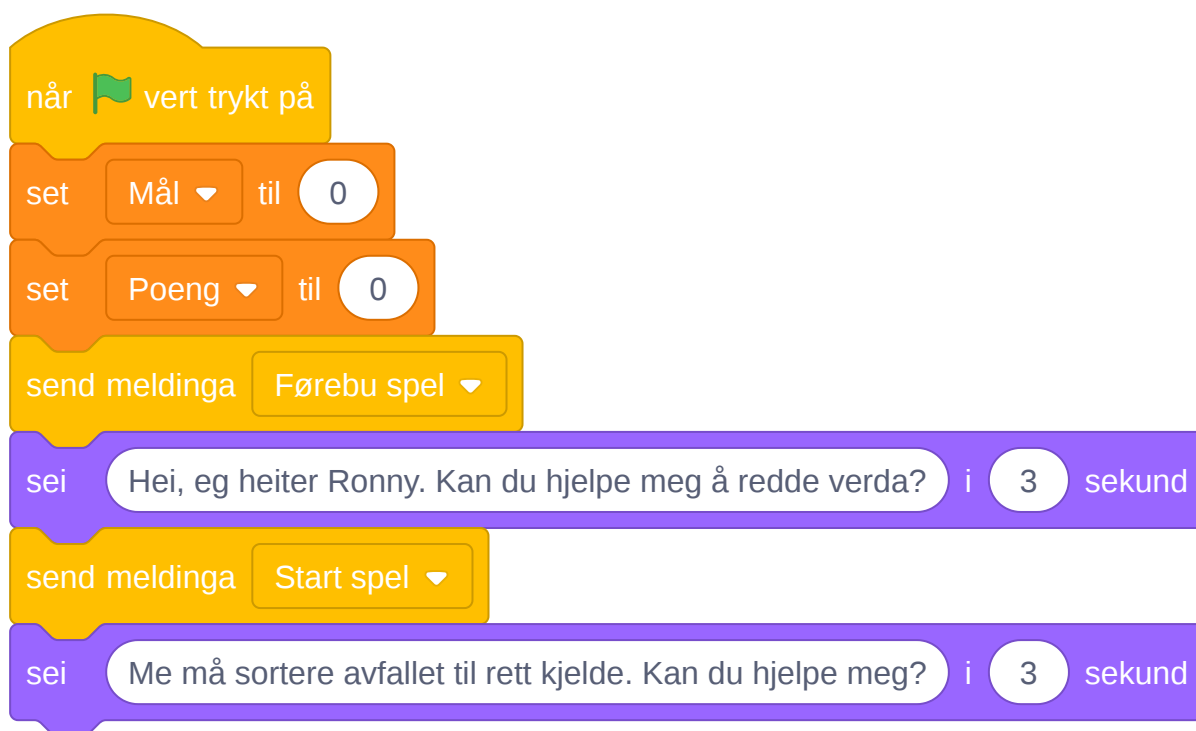 når vert trykt på
set Mål til 0
set Poeng til 0
send meldinga Førebu spel
sei Hei, eg heiter Ronny. Kan du hjelpe meg å redde verda? i 3 sekund
send meldinga Start spel
sei Me må sortere avfallet til rett kjelde. Kan du hjelpe meg? i 3 sekund